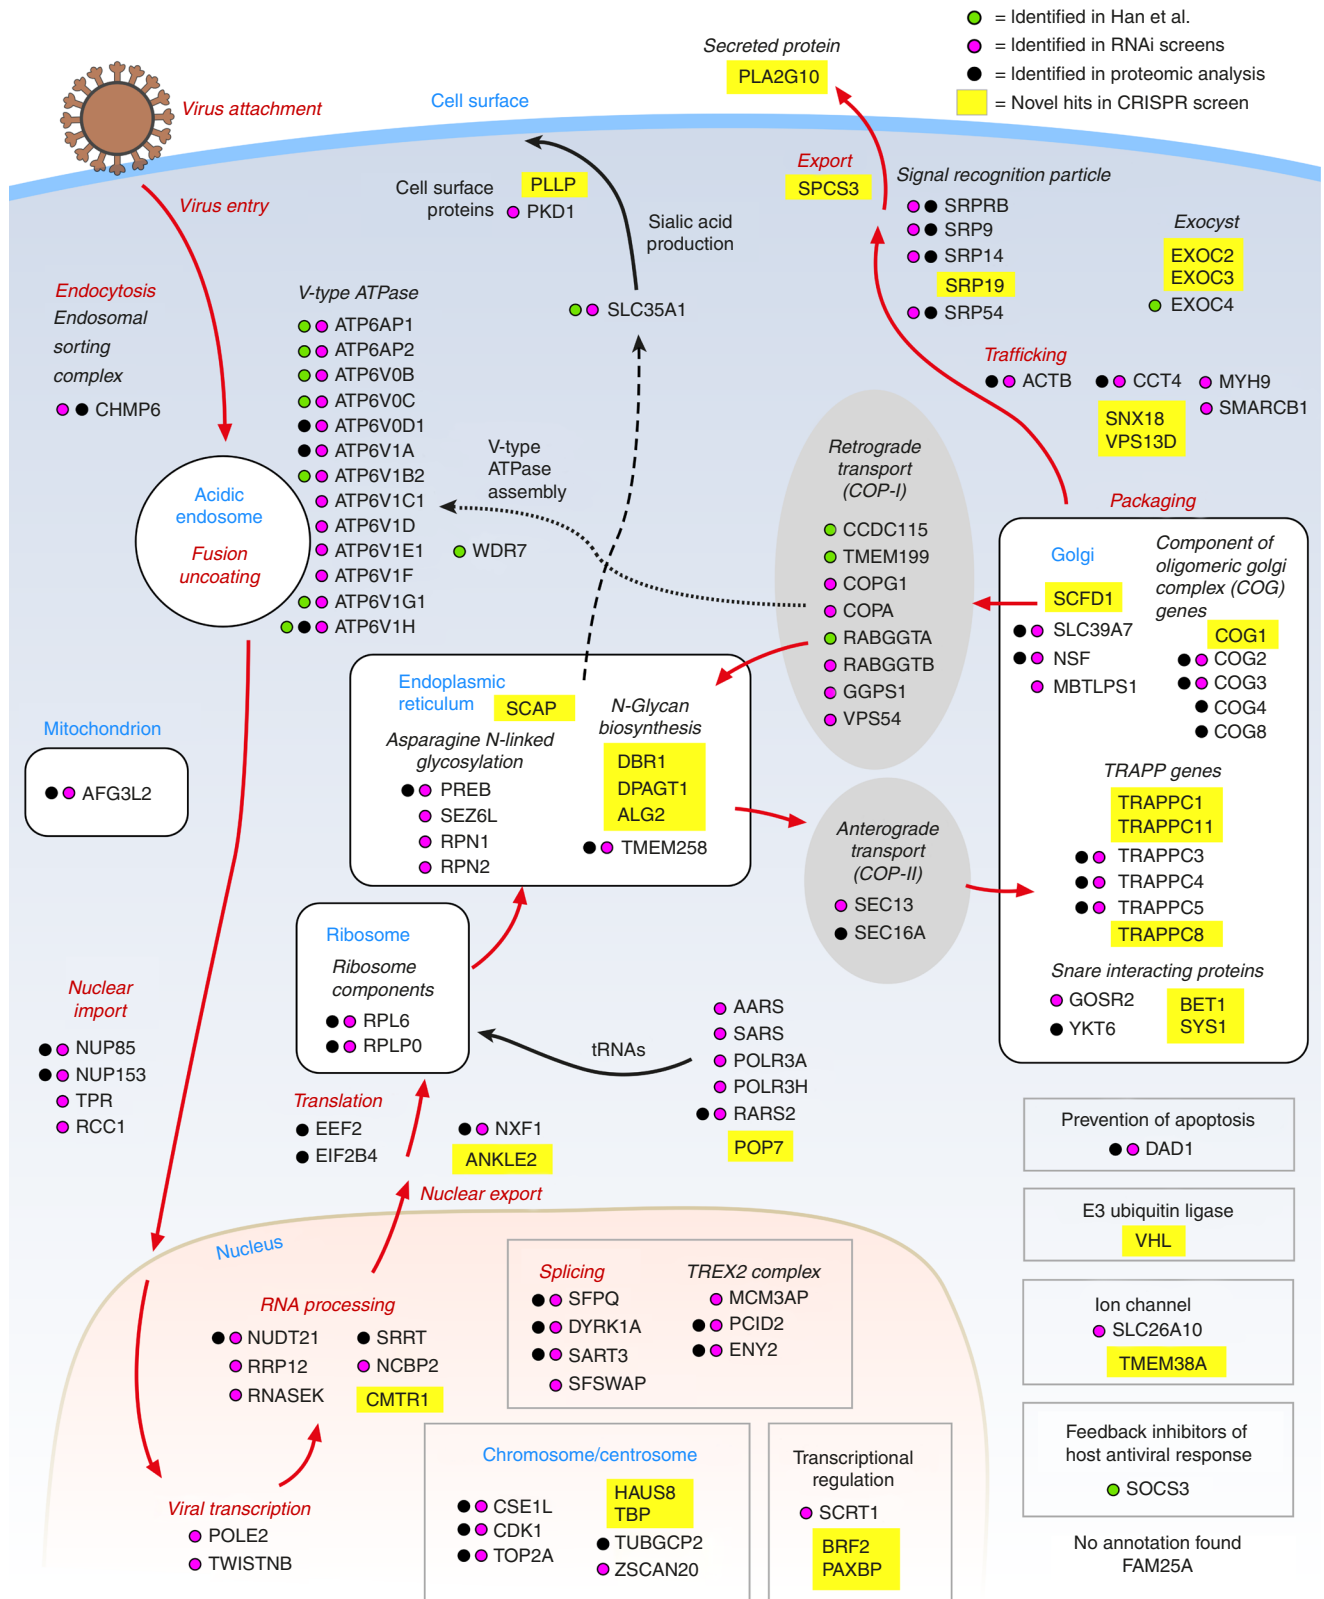 = Identified in Han et al.
= Identified in RNAi screens
= Identified in proteomic analysis
= Novel hits in CRISPR screen
Secreted protein
PLA2G10
Virus attachment
Cell surface
Export
SPCS3
Signal recognition particle
SRPRB
SRP9
SRP14
SRP19
SRP54
Exocyst
EXOC2
EXOC3
EXOC4
Cell surface
proteins
PLLP
PKD1
Sialic acid
production
SLC35A1
Virus entry
Endocytosis
Endosomal
sorting
complex
CHMP6
V-type ATPase
ATP6AP1
ATP6AP2
ATP6V0B
ATP6V0C
ATP6V0D1
ATP6V1A
ATP6V1B2
ATP6V1C1
ATP6V1D
ATP6V1E1
ATP6V1F
ATP6V1G1
ATP6V1H
WDR7
V-type
ATPase
assembly
Acidic
endosome
Fusion
uncoating
Trafficking
ACTB
CCT4
MYH9
SMARCB1
SNX18
VPS13D
Retrograde
transport
(COP-I)
CCDC115
TMEM199
COPG1
COPA
RABGGTA
RABGGTB
GGPS1
VPS54
Packaging
Golgi
SCFD1
SLC39A7
NSF
MBTLPS1
Component of
oligomeric golgi
complex (COG)
genes
COG1
COG2
COG3
COG4
COG8
TRAPP genes
TRAPPC1
TRAPPC11
TRAPPC3
TRAPPC4
TRAPPC5
TRAPPC8
Snare interacting proteins
GOSR2
YKT6
BET1
SYS1
Endoplasmic
reticulum
SCAP
Asparagine N-linked
glycosylation
PREB
SEZ6L
RPN1
RPN2
N-Glycan
biosynthesis
DBR1
DPAGT1
ALG2
TMEM258
Anterograde
transport
(COP-II)
SEC13
SEC16A
Mitochondrion
AFG3L2
Ribosome
Ribosome
components
RPL6
RPLP0
tRNAs
AARS
SARS
POLR3A
POLR3H
RARS2
POP7
Nuclear
import
NUP85
NUP153
TPR
RCC1
Translation
EEF2
EIF2B4
NXF1
ANKLE2
Nuclear export
Nucleus
RNA processing
NUDT21
RRP12
RNASEK
SRRT
NCBP2
CMTR1
Splicing
SFPQ
DYRK1A
SART3
SFSWAP
TREX2 complex
MCM3AP
PCID2
ENY2
Viral transcription
POLE2
TWISTNB
Chromosome/centrosome
CSE1L
CDK1
TOP2A
HAUS8
TBP
TUBGCP2
ZSCAN20
Transcriptional
regulation
SCRT1
BRF2
PAXBP
Prevention of apoptosis
DAD1
E3 ubiquitin ligase
VHL
Ion channel
SLC26A10
TMEM38A
Feedback inhibitors of
host antiviral response
SOCS3
No annotation found
FAM25A